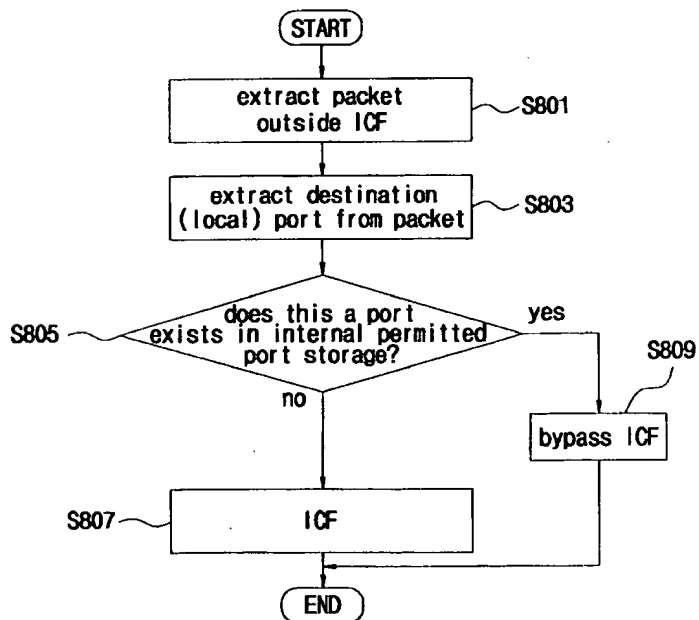 START
extract packet
outside ICF
S801
extract destination
(local) port from packet
S803
does this a port
exists in internal permitted
port storage?
S805
yes
no
S809
bypass ICF
ICF
S807
END